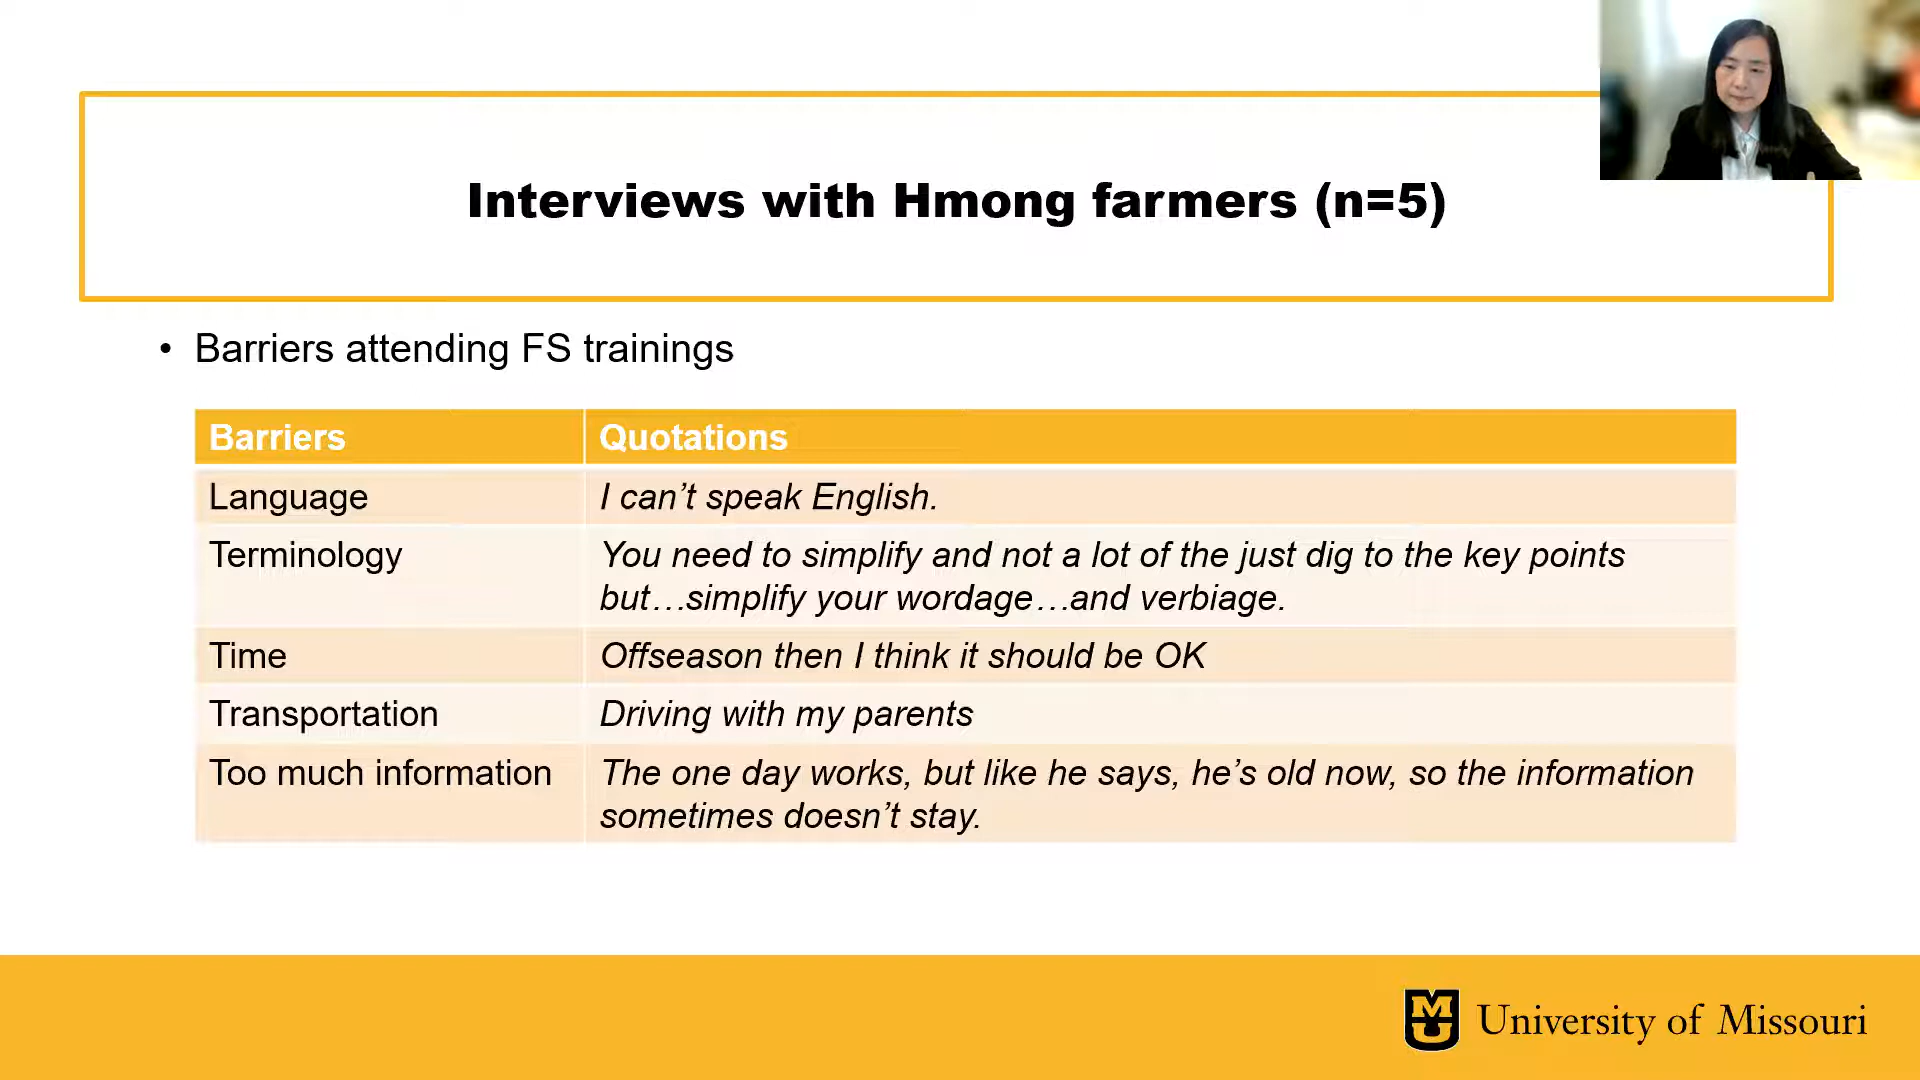 Interviews with Hmong farmers (n=5)
• Barriers attending FS trainings
Barriers Quotations
Language I can’t speak English.
Terminology You need to simplify and not a lot of the just dig to the key points
but…simplify your wordage…and verbiage.
Time Offseason then I think it should be OK
Transportation Driving with my parents
Too much information The one day works, but like he says, he’s old now, so the information
sometimes doesn’t stay.
MU University of Missouri